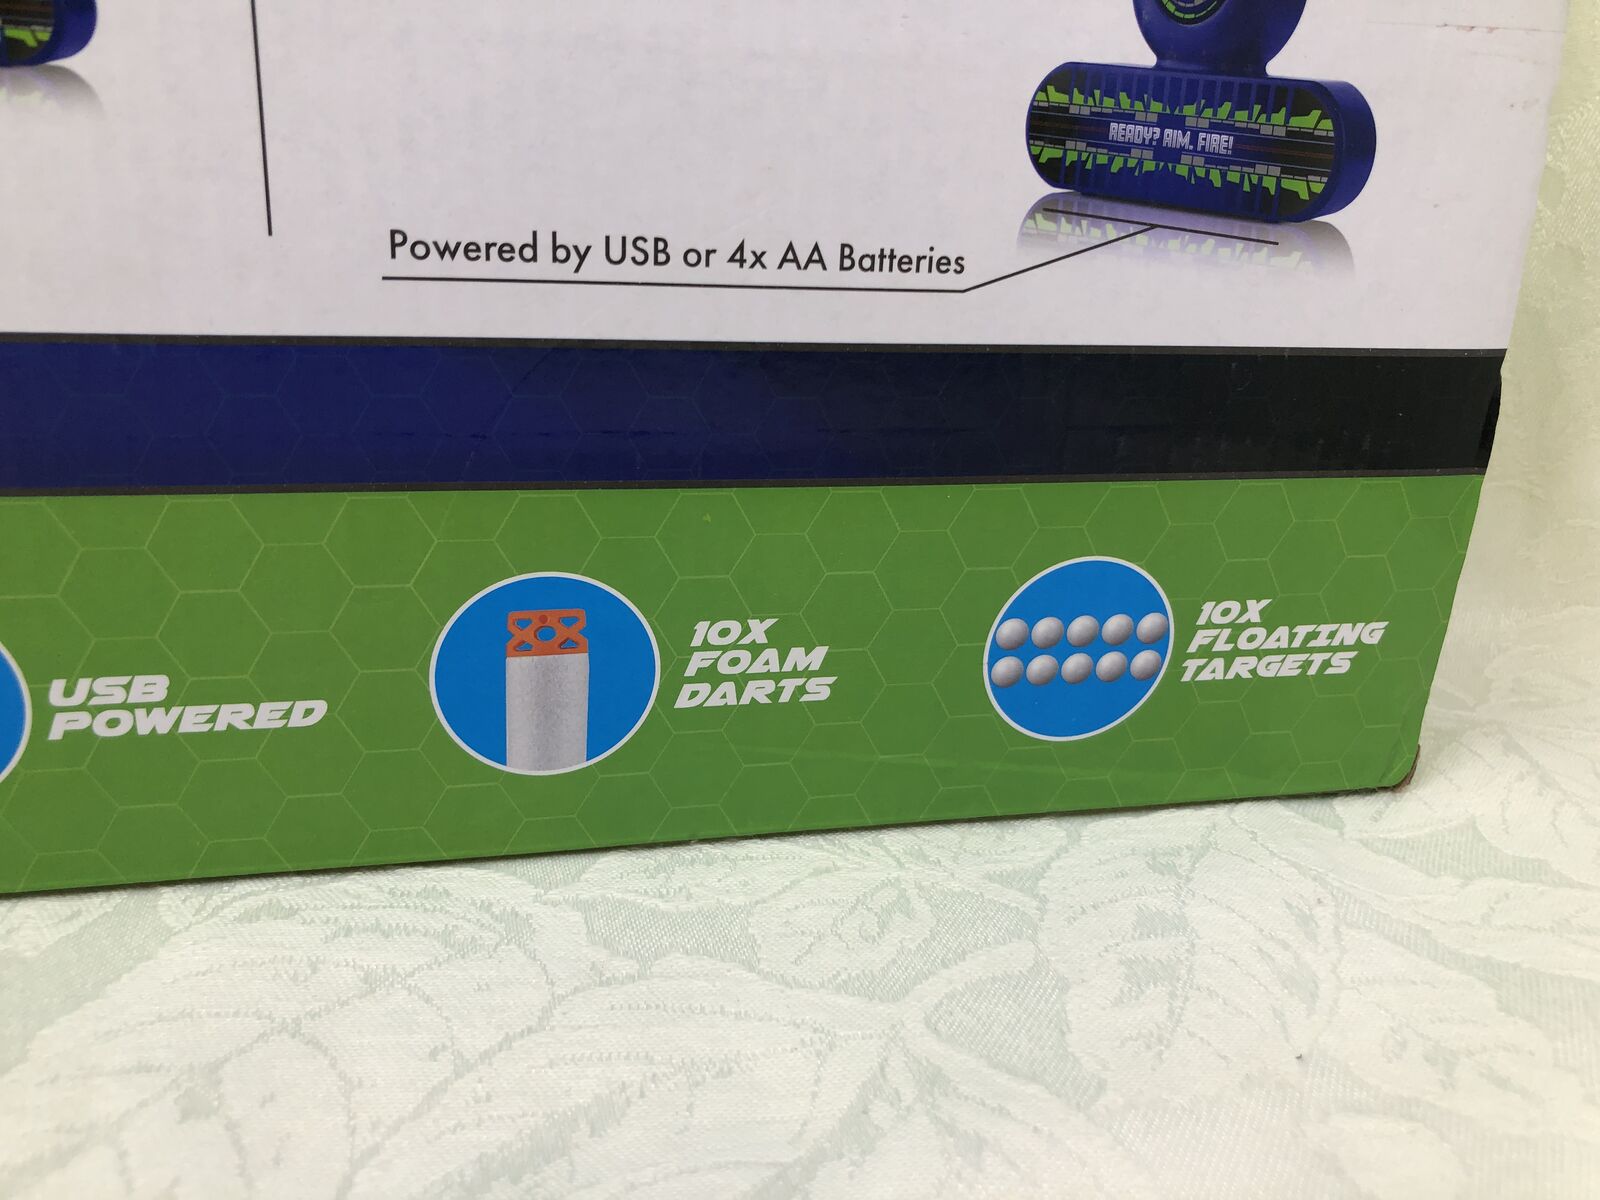 READY? AIM. FIRE!
Powered by USB or 4x AA Batteries
USB
POWERED
10X
FOAM
DARTS
10X
FLOATING
TARGETS